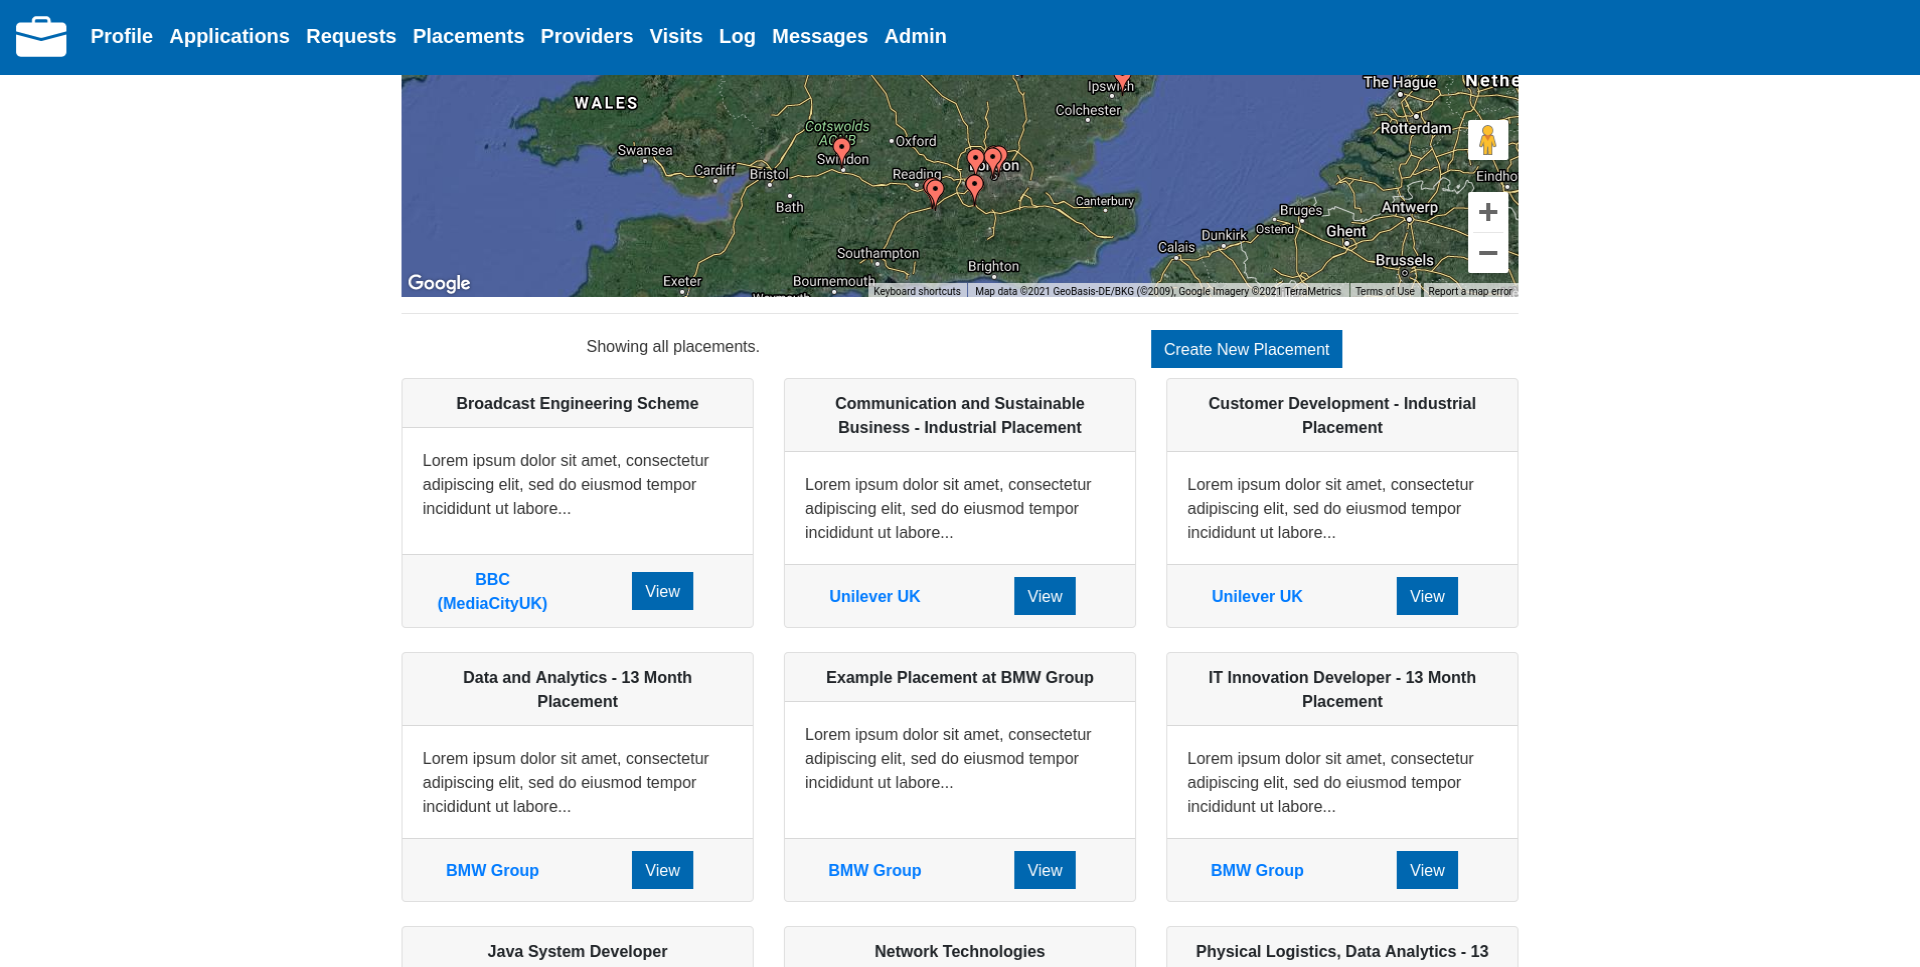 Profile Applications Requests Placements Providers Visits Log Messages Admin
The Hague
Nethe
WALES
Ipswich
Colchester
Rotterdam
Cotswolds
Oxford
Swansea
Swindon
London
Cardiff
Bristol
Reading
Eindho
Bath
Canterbury
Bruges
Antwerp
Dunkirk
Ostend
Ghent
Calais
Southampton
Brussels
Brighton
Exeter
Bournemouth
Google
Keyboard shortcuts Map data ©2021 GeoBasis-DE/BKG (©2009), Google Imagery ©2021 TerraMetrics Terms of Use Report a map error
Showing all placements.
Create New Placement
Broadcast Engineering Scheme
Lorem ipsum dolor sit amet, consectetur
adipiscing elit, sed do eiusmod tempor
incididunt ut labore...
BBC
(MediaCityUK)
View
Communication and Sustainable
Business - Industrial Placement
Lorem ipsum dolor sit amet, consectetur
adipiscing elit, sed do eiusmod tempor
incididunt ut labore...
Unilever UK
View
Customer Development - Industrial
Placement
Lorem ipsum dolor sit amet, consectetur
adipiscing elit, sed do eiusmod tempor
incididunt ut labore...
Unilever UK
View
Data and Analytics - 13 Month
Placement
Lorem ipsum dolor sit amet, consectetur
adipiscing elit, sed do eiusmod tempor
incididunt ut labore...
BMW Group
View
Example Placement at BMW Group
Lorem ipsum dolor sit amet, consectetur
adipiscing elit, sed do eiusmod tempor
incididunt ut labore...
BMW Group
View
IT Innovation Developer - 13 Month
Placement
Lorem ipsum dolor sit amet, consectetur
adipiscing elit, sed do eiusmod tempor
incididunt ut labore...
BMW Group
View
Java System Developer
Network Technologies
Physical Logistics, Data Analytics - 13